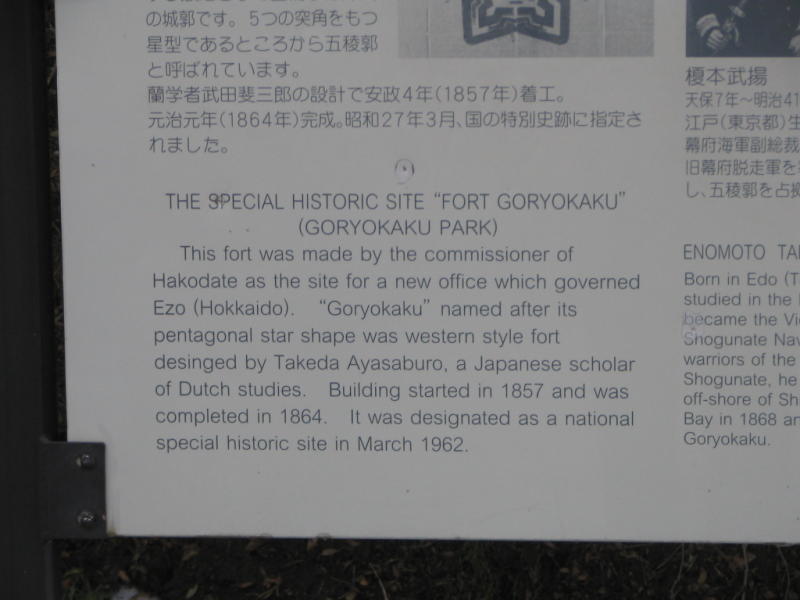 の城郭です。5つの突角をもつ
星型であるところから五稜郭
と呼ばれています。
蘭学者武田斐三郎の設計で安政4年(1857年)着工。
元治元年(1864年)完成。昭和27年3月、国の特別史跡に指定さ
れました。
THE SPECIAL HISTORIC SITE “FORT GORYOKAKU”
(GORYOKAKU PARK)
This fort was made by the commissioner of
Hakodate as the site for a new office which governed
Ezo (Hokkaido). “Goryokaku” named after its
pentagonal star shape was western style fort
desinged by Takeda Ayasaburo, a Japanese scholar
of Dutch studies. Building started in 1857 and was
completed in 1864. It was designated as a national
special historic site in March 1962.
榎本武揚
天保7年～明治41
江戸(東京都)生
幕府海軍副総裁
旧幕府脱走軍を
し、五稜郭を占拠
ENOMOTO TA
Born in Edo (T
studied in the
became the Vi
Shogunate Nav
warriors of the
Shogunate, he
off-shore of Sh
Bay in 1868 an
Goryokaku.